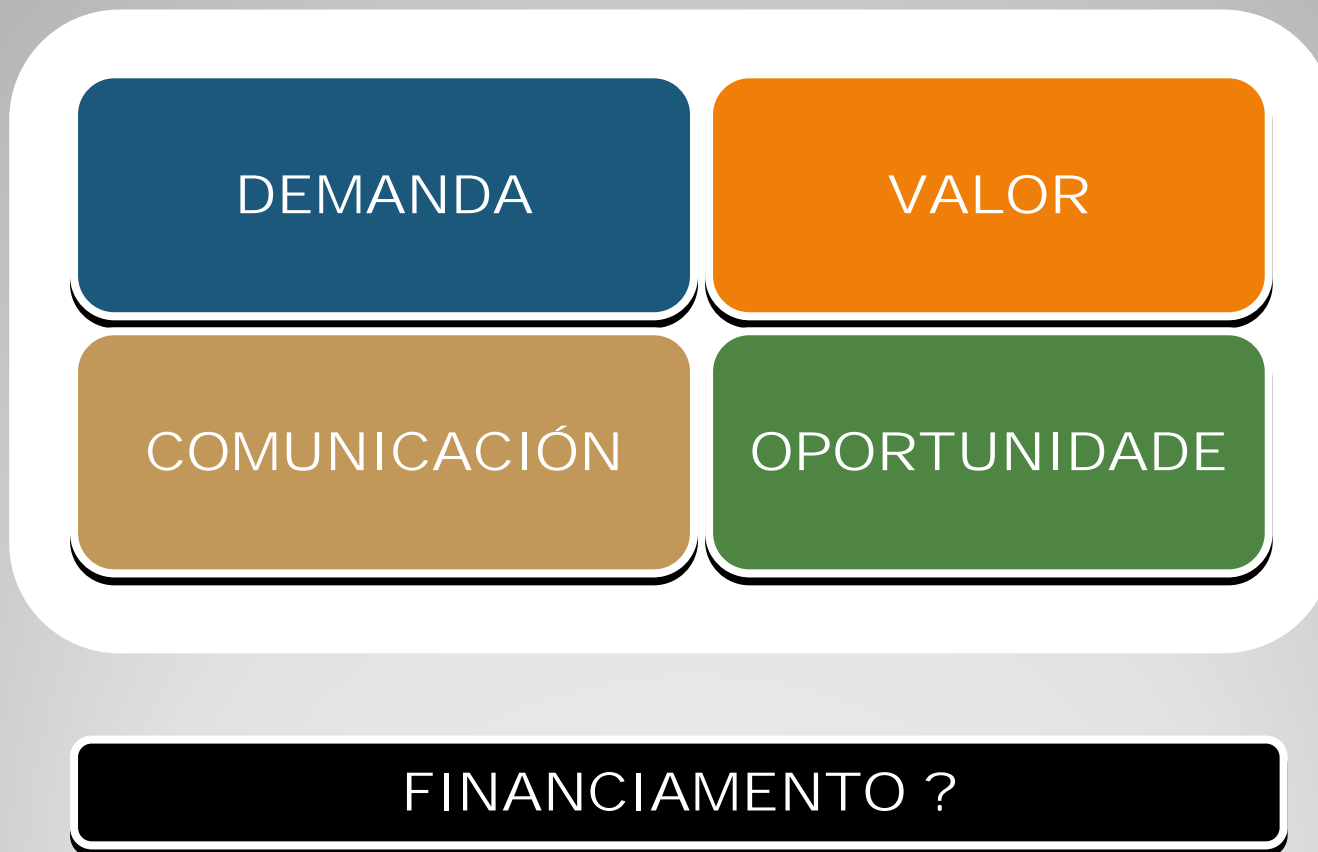 DEMANDA
VALOR
COMUNICACIÓN
OPORTUNIDADE
FINANCIAMENTO ?